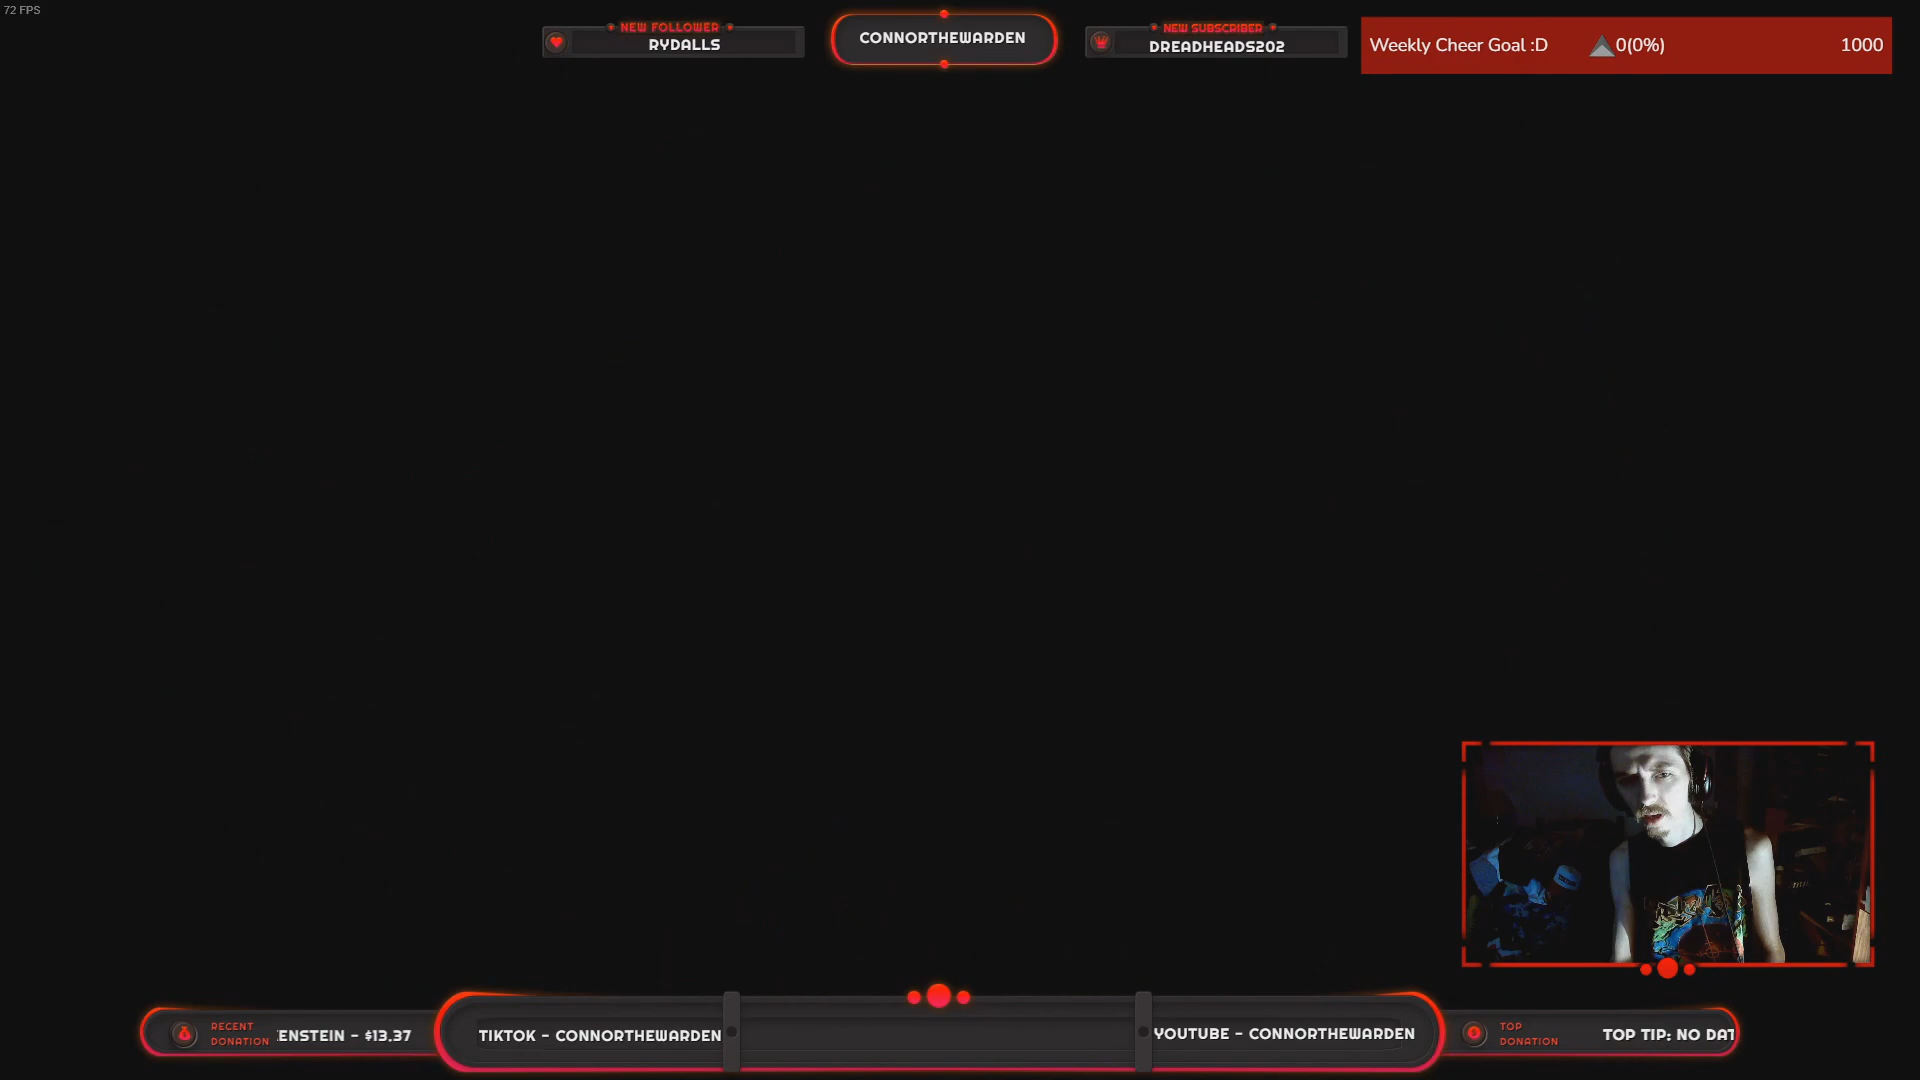 72 FPS
NEW FOLLOWER
RYDALLS
CONNORTHEWARDEN
NEW SUBSCRIBER
DREADHEADS202
Weekly Cheer Goal :D 0(0%) 1000
RECENT
DONATION
ENSTEIN - $13.37
TIKTOK - CONNORTHEWARDEN
YOUTUBE - CONNORTHEWARDEN
TOP
DONATION
TOP TIP: NO DAT